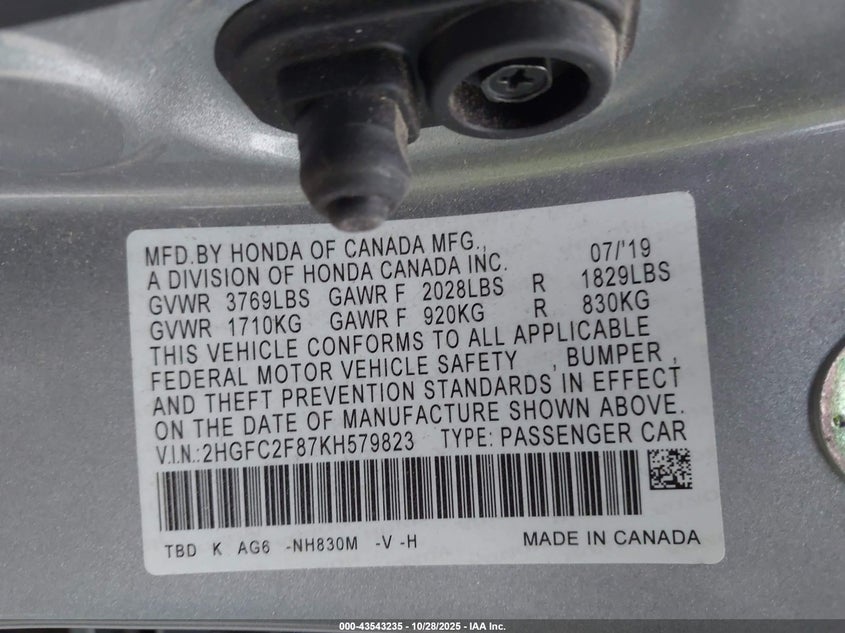 MFD.BY HONDA OF CANADA MFG., 07/'19
A DIVISION OF HONDA CANADA INC.
GVWR 3769LBS GAWR F 2028LBS R 1829LBS
GVWR 1710KG GAWR F 920KG R 830KG
THIS VEHICLE CONFORMS TO ALL APPLICABLE
FEDERAL MOTOR VEHICLE SAFETY , BUMPER ,
AND THEFT PREVENTION STANDARDS IN EFFECT
ON THE DATE OF MANUFACTURE SHOWN ABOVE.
V.I.N.:2HGFC2F87KH579823 TYPE: PASSENGER CAR
TBD K AG6 -NH830M -V -H MADE IN CANADA
000-43543235 - 10/28/2025 - IAA Inc.